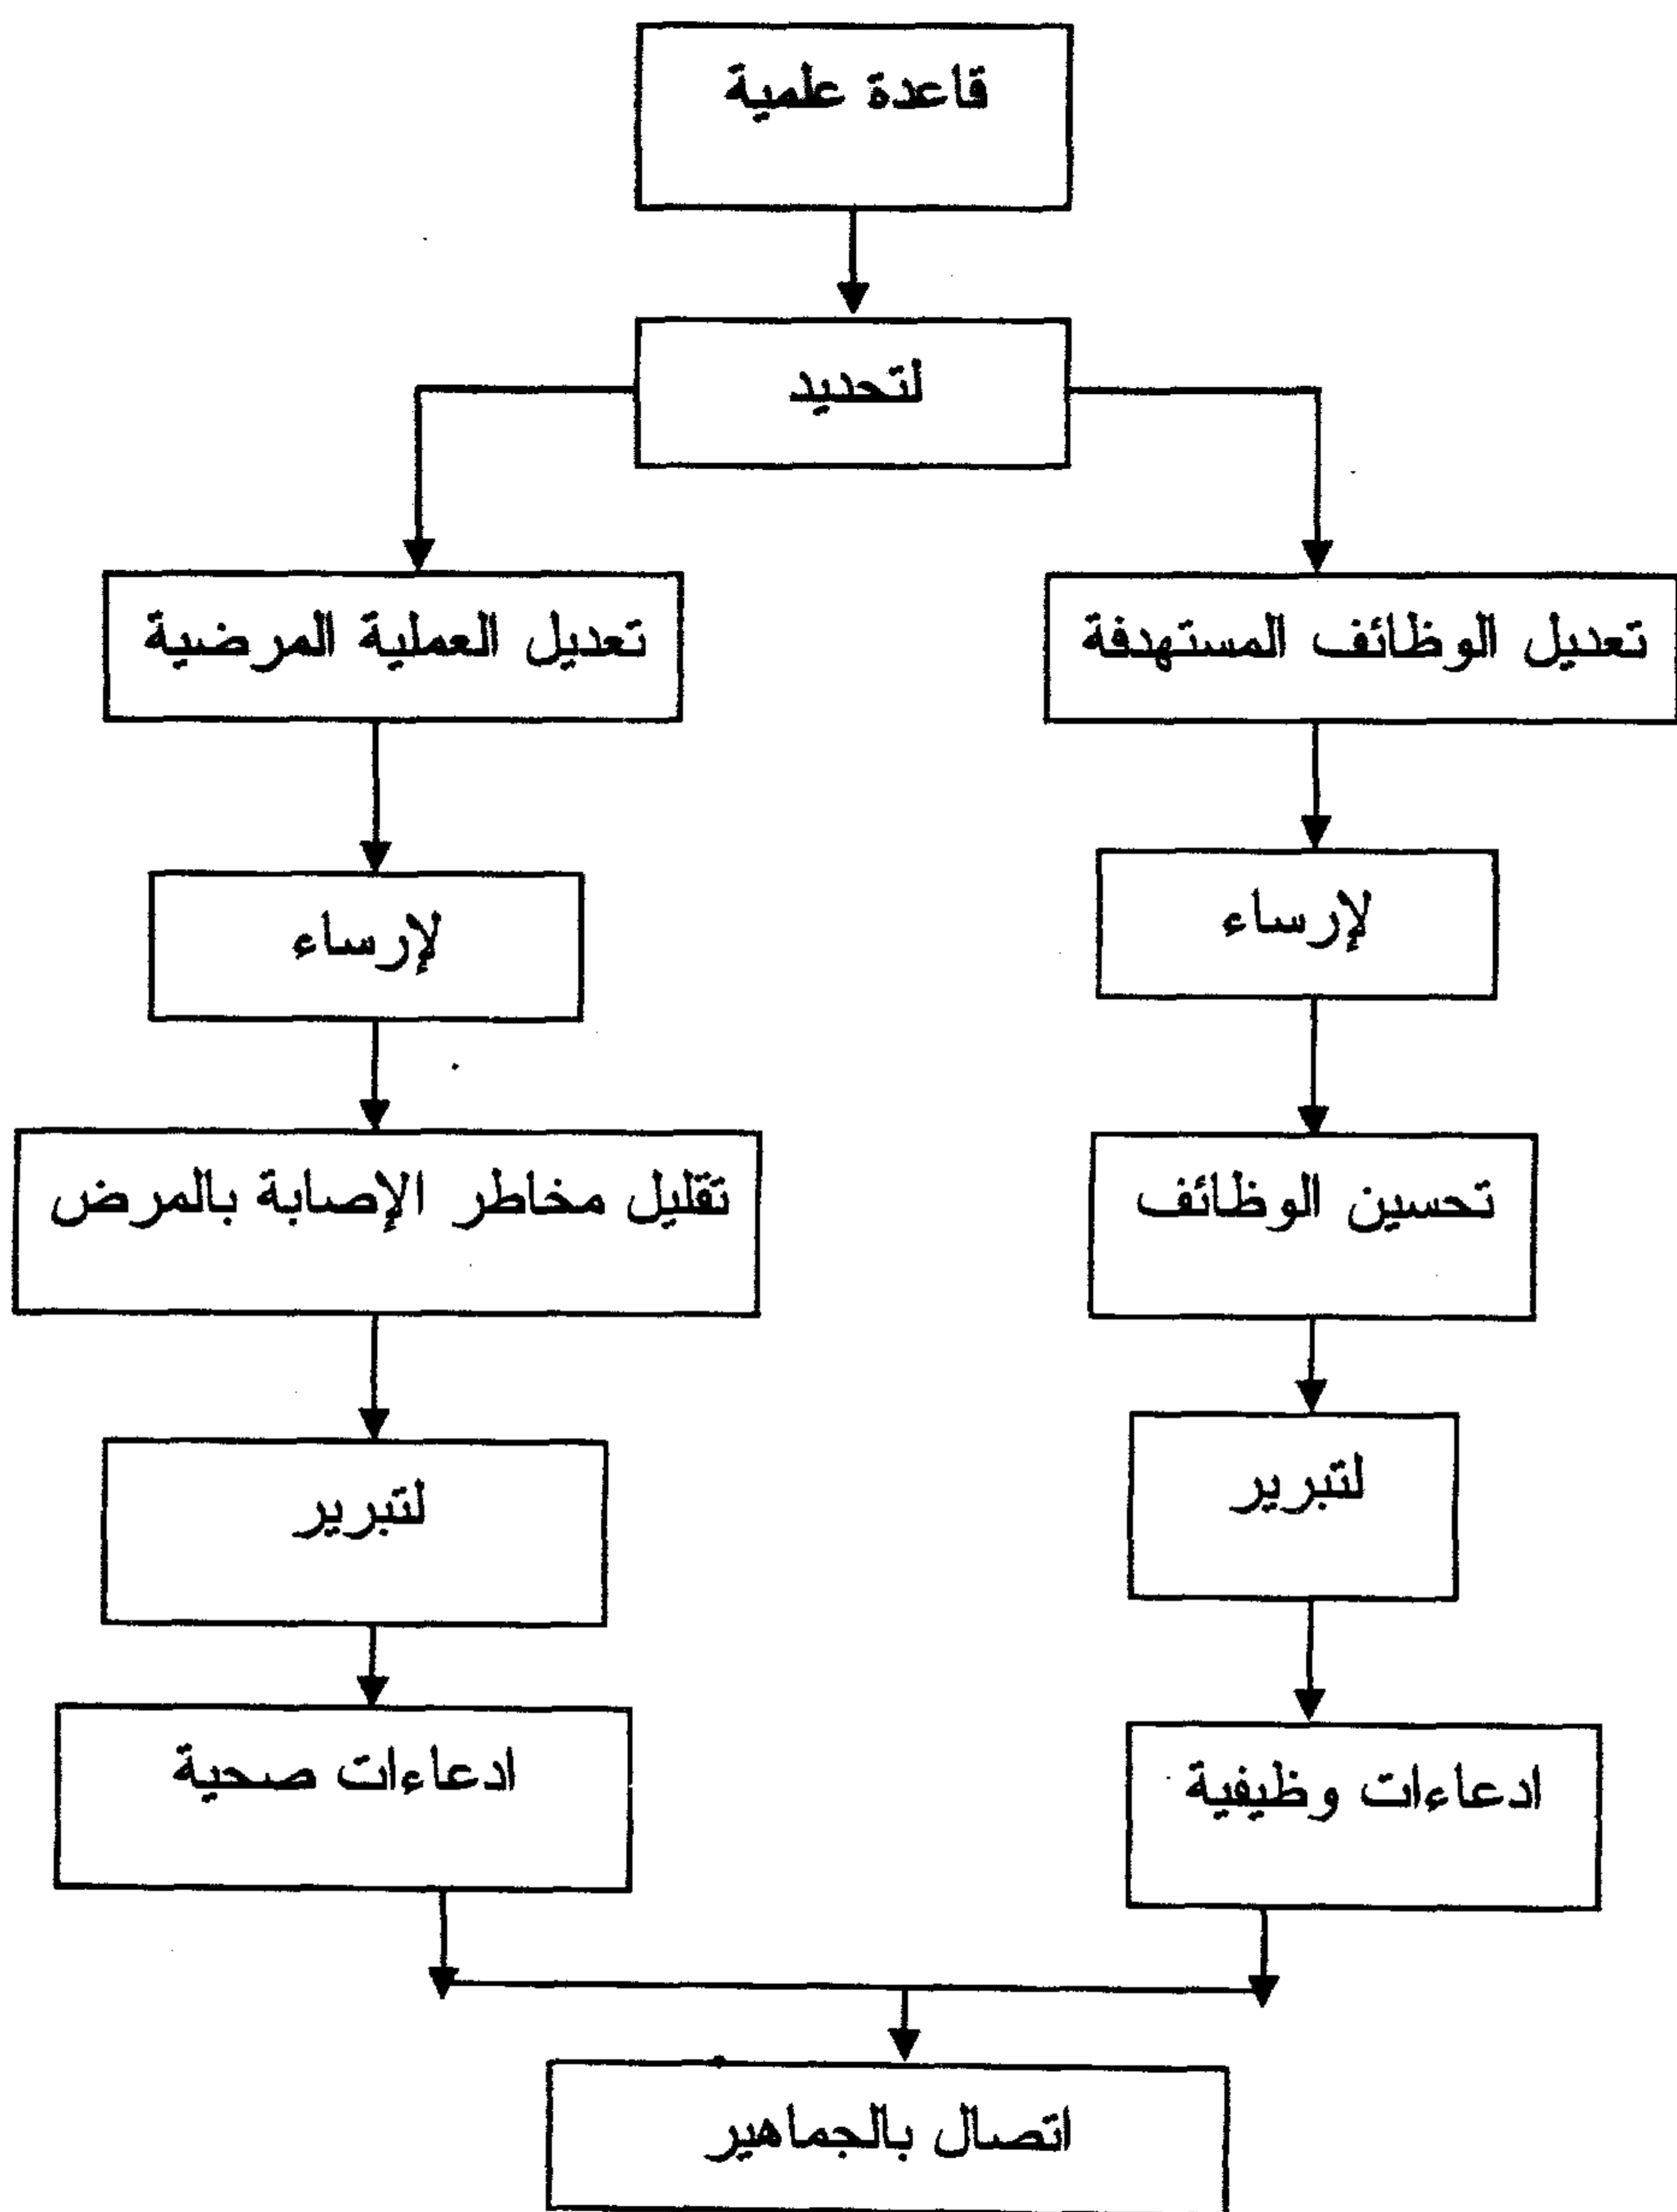 قاعدة علمية
لتحديد
تعديل الوظائف المستهدفة
تعديل العملية المرضية
لإرساء
لإرساء
تحسين الوظائف
تقليل مخاطر الإصابة بالمرض
لتبرير
لتبرير
ادعاءات وظيفية
ادعاءات صحية
اتصال بالجماهير